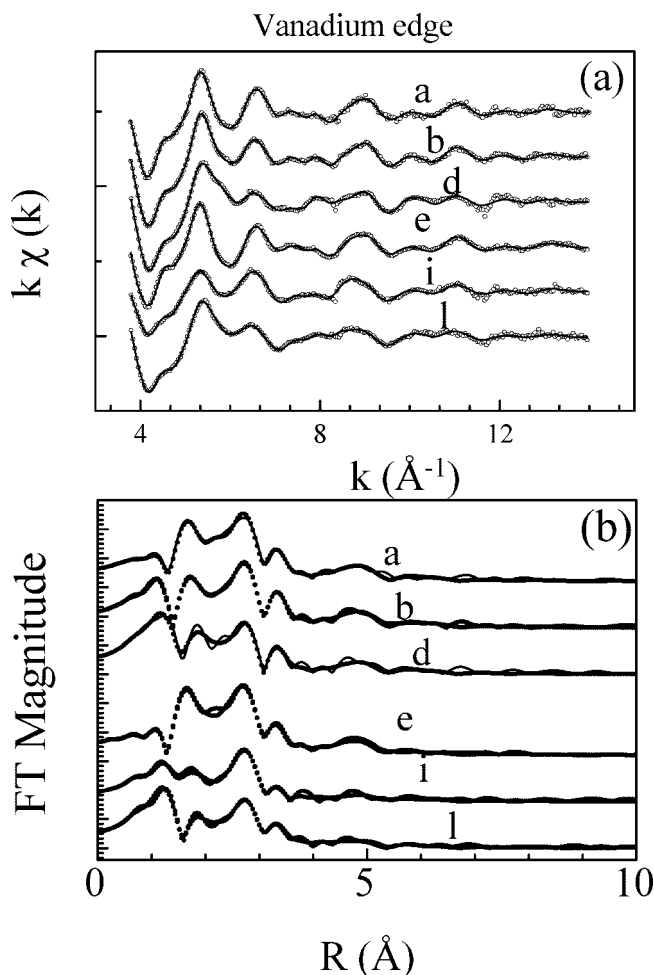 Vanadium edge
(a)
a
b
d
e
i
l
k χ (k)
4 8 12
k (Å-1)
(b)
a
b
d
e
i
l
FT Magnitude
0 5 10
R (Å)